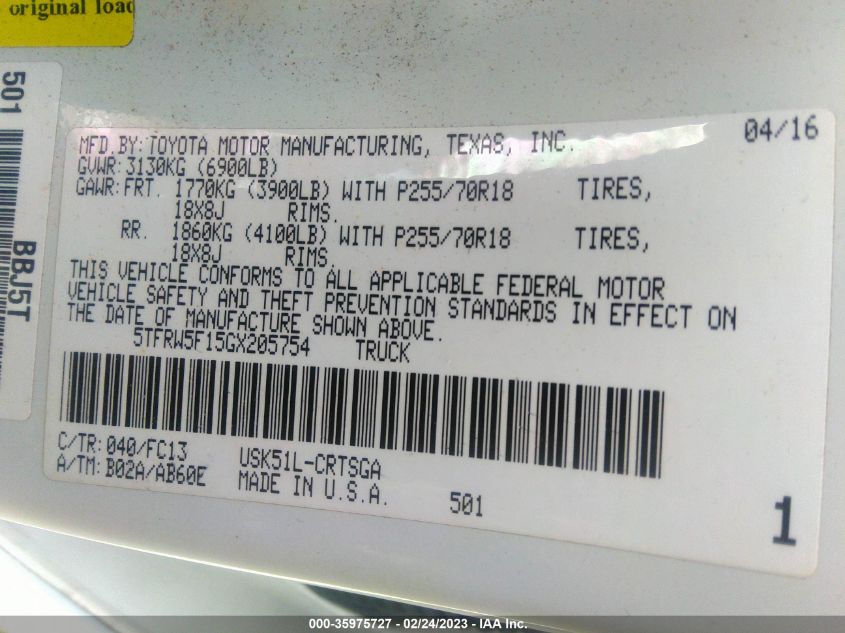 original load
501
BBJ5T
MFD.BY:TOYOTA MOTOR MANUFACTURING, TEXAS, INC. 04/16
GVWR:3130KG (6900LB)
GAWR:FRT. 1770KG (3900LB) WITH P255/70R18 TIRES,
18X8J RIMS.
RR. 1860KG (4100LB) WITH P255/70R18 TIRES,
18X8J RIMS.
THIS VEHICLE CONFORMS TO ALL APPLICABLE FEDERAL MOTOR
VEHICLE SAFETY AND THEFT PREVENTION STANDARDS IN EFFECT ON
THE DATE OF MANUFACTURE SHOWN ABOVE.
5TFRW5F15GX205754 TRUCK
C/TR:040/FC13 USK51L-CRTSGA
A/TM:B02A/AB60E MADE IN U.S.A. 501
1
000-35975727 - 02/24/2023 - IAA Inc.